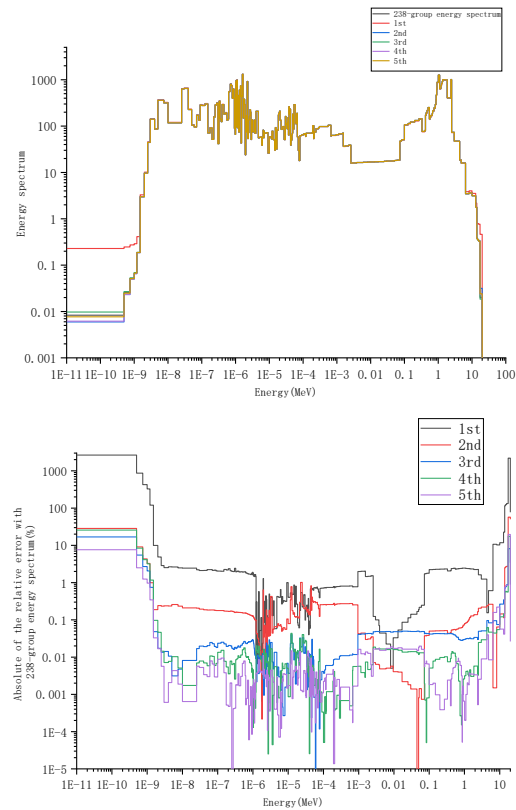 238-group energy spectrum
1st
2nd
3rd
4th
5th
1000
100
10
1
0.1
0.01
0.001
Energy spectrum
1E-11 1E-10 1E-9 1E-8 1E-7 1E-6 1E-5 1E-4 1E-3 0.01 0.1 1 10 100
Energy(MeV)
1st
2nd
3rd
4th
5th
1000
100
10
1
0.1
0.01
0.001
1E-4
1E-5
Absolute of the relative error with
238-group energy spectrum(%)
1E-11 1E-10 1E-9 1E-8 1E-7 1E-6 1E-5 1E-4 1E-3 0.01 0.1 1 10
Energy(MeV)